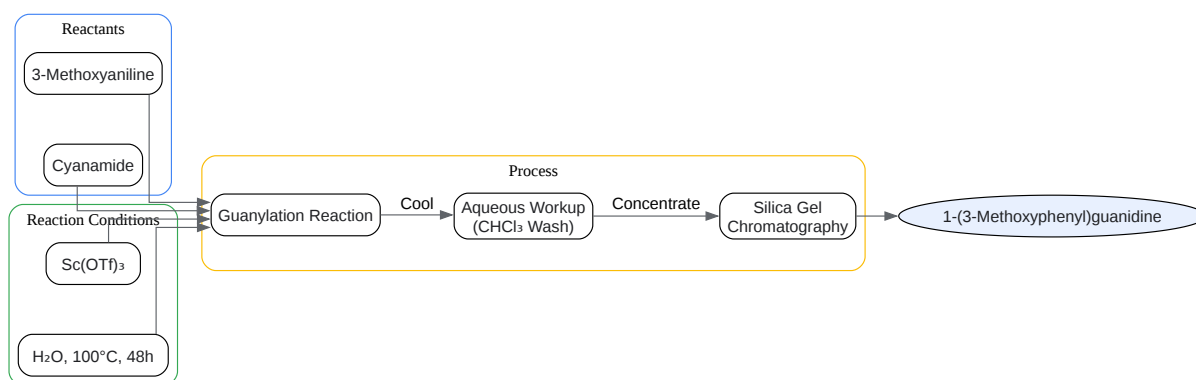 Reactants
3-Methoxyaniline
Cyanamide
Reaction Conditions
Sc(OTf)₃
H₂O, 100°C, 48h
Process
Guanylation Reaction
Cool
Aqueous Workup
(CHCl₃ Wash)
Concentrate
Silica Gel
Chromatography
1-(3-Methoxyphenyl)guanidine